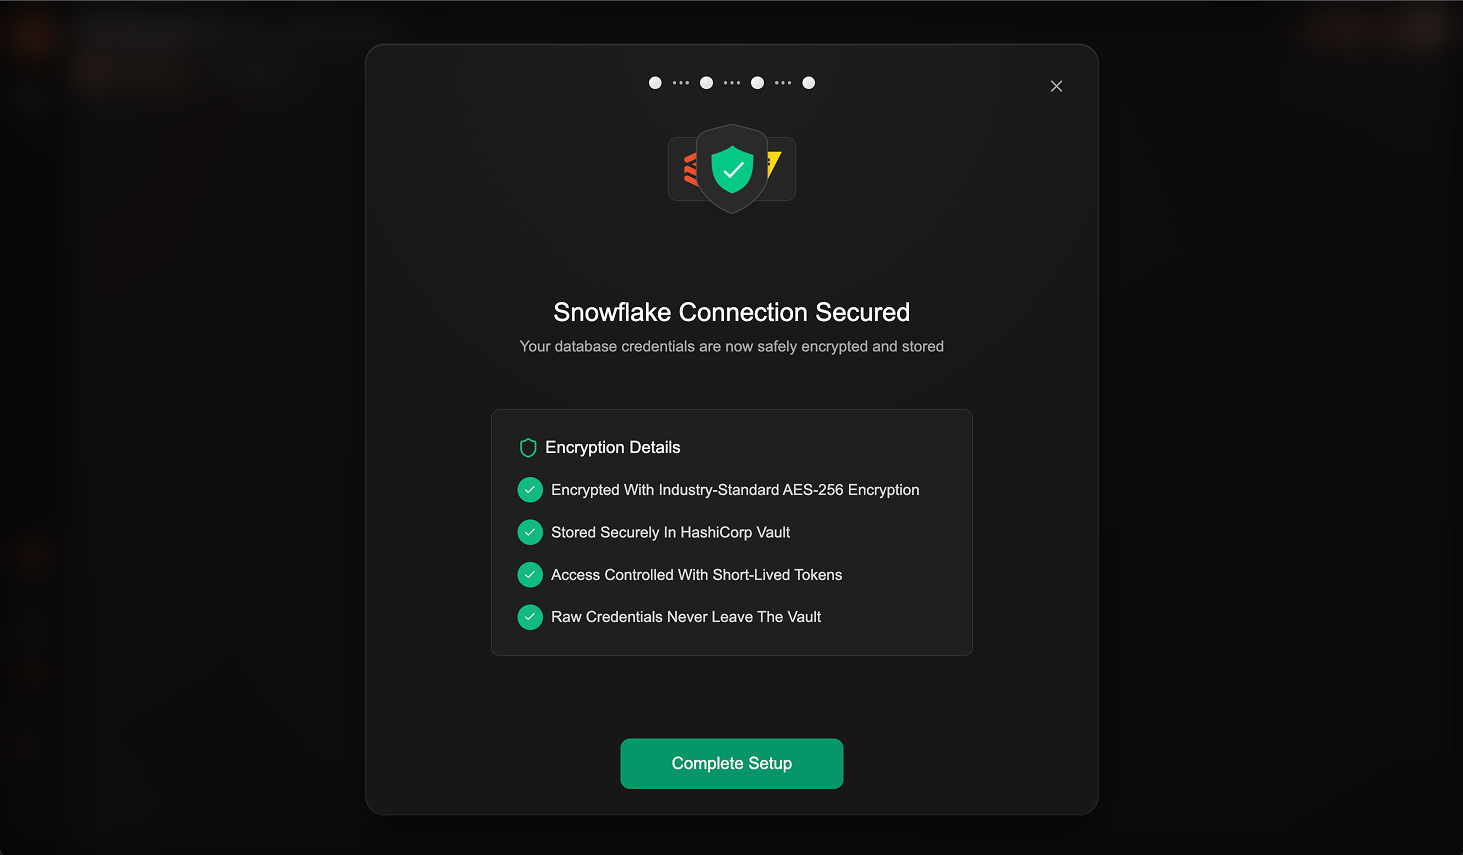 Snowflake Connection Secured
Your database credentials are now safely encrypted and stored
Encryption Details
Encrypted With Industry-Standard AES-256 Encryption
Stored Securely In HashiCorp Vault
Access Controlled With Short-Lived Tokens
Raw Credentials Never Leave The Vault
Complete Setup